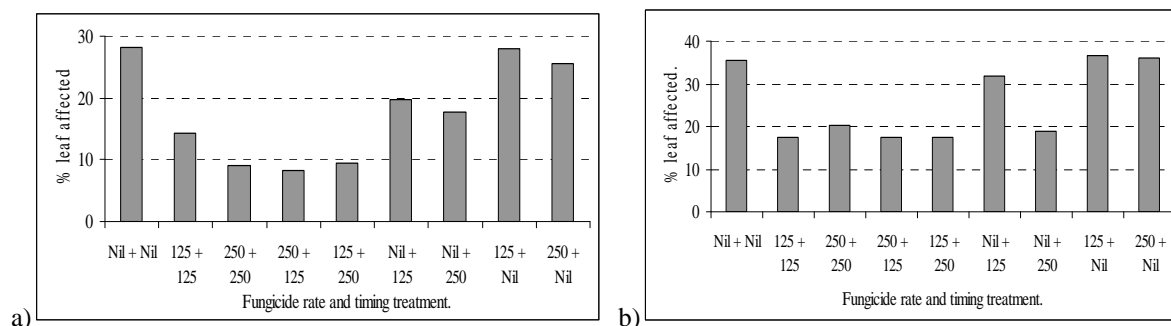 30
20
10
0
% leaf affected
Nil + Nil 125 + 125 250 + 250 250 + 125 125 + 250 Nil + 125 Nil + 250 125 + Nil 250 + Nil
Fungicide rate and timing treatment.
a)
40
30
20
10
0
% leaf affected.
Nil + Nil 125 + 125 250 + 250 250 + 125 125 + 250 Nil + 125 Nil + 250 125 + Nil 250 + Nil
Fungicide rate and timing treatment.
b)